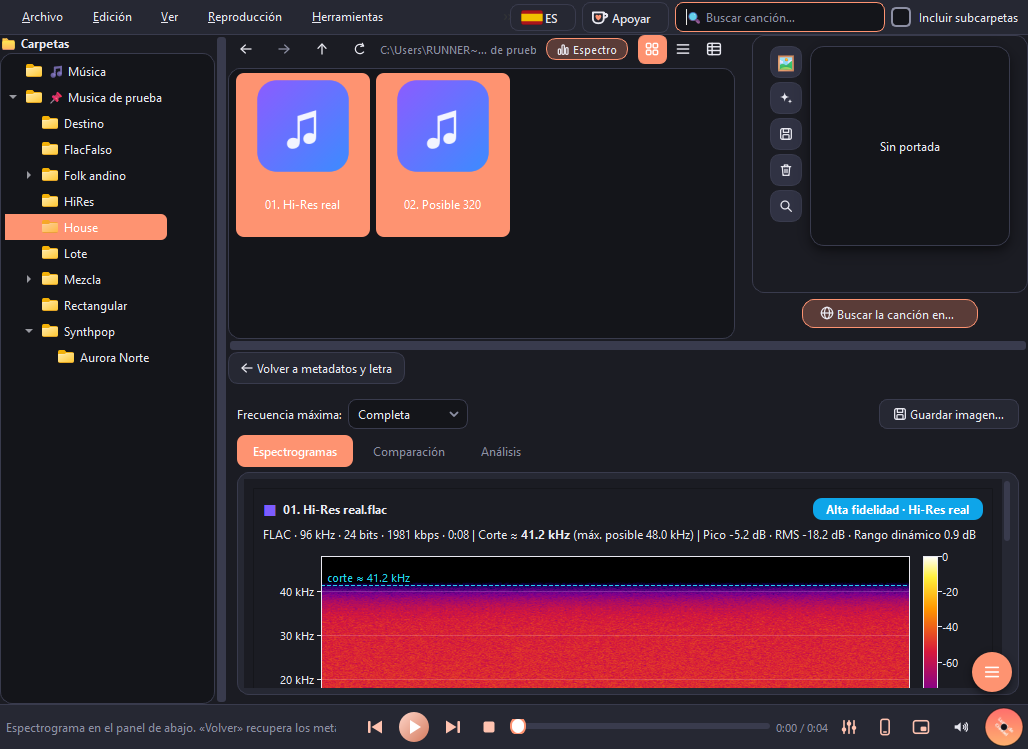 Archivo Edición Ver Reproducción Herramientas ES Apoyar Buscar canción... Incluir subcarpetas
Carpetas
Música
Musica de prueba
Destino
FlacFalso
Folk andino
HiRes
House
Lote
Mezcla
Rectangular
Synthpop
Aurora Norte
C:\Users\RUNNER~... de prueb Espectro
01. Hi-Res real
02. Posible 320
Sin portada
Buscar la canción en...
Volver a metadatos y letra
Frecuencia máxima: Completa Guardar imagen...
Espectrogramas Comparación Análisis
01. Hi-Res real.flac Alta fidelidad · Hi-Res real
FLAC · 96 kHz · 24 bits · 1981 kbps · 0:08 | Corte ≈ 41.2 kHz (máx. posible 48.0 kHz) | Pico -5.2 dB · RMS -18.2 dB · Rango dinámico 0.9 dB
corte ≈ 41.2 kHz
40 kHz
30 kHz
20 kHz
0
-20
-40
-60
Espectrograma en el panel de abajo. «Volver» recupera los met
0:00 / 0:04